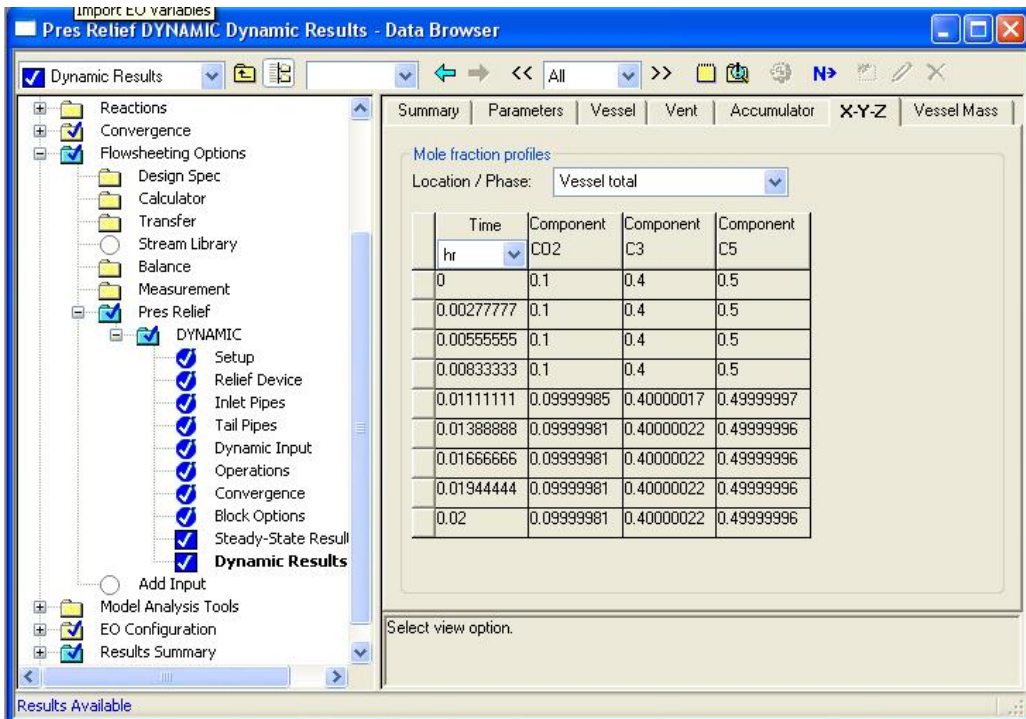 Import EO Variables
Pres Relief DYNAMIC Dynamic Results - Data Browser
Dynamic Results
<< All >> N>
Reactions
Convergence
Flowsheeting Options
Design Spec
Calculator
Transfer
Stream Library
Balance
Measurement
Pres Relief
DYNAMIC
Setup
Relief Device
Inlet Pipes
Tail Pipes
Dynamic Input
Operations
Convergence
Block Options
Steady-State Resul
Dynamic Results
Add Input
Model Analysis Tools
EO Configuration
Results Summary
Summary Parameters Vessel Vent Accumulator X-Y-Z Vessel Mass
Mole fraction profiles
Location / Phase: Vessel total
Time Component Component Component
hr CO2 C3 C5
0 0.1 0.4 0.5
0.00277777 0.1 0.4 0.5
0.00555555 0.1 0.4 0.5
0.00833333 0.1 0.4 0.5
0.01111111 0.09999985 0.40000017 0.49999997
0.01388888 0.09999981 0.40000022 0.49999996
0.01666666 0.09999981 0.40000022 0.49999996
0.01944444 0.09999981 0.40000022 0.49999996
0.02 0.09999981 0.40000022 0.49999996
Select view option.
Results Available